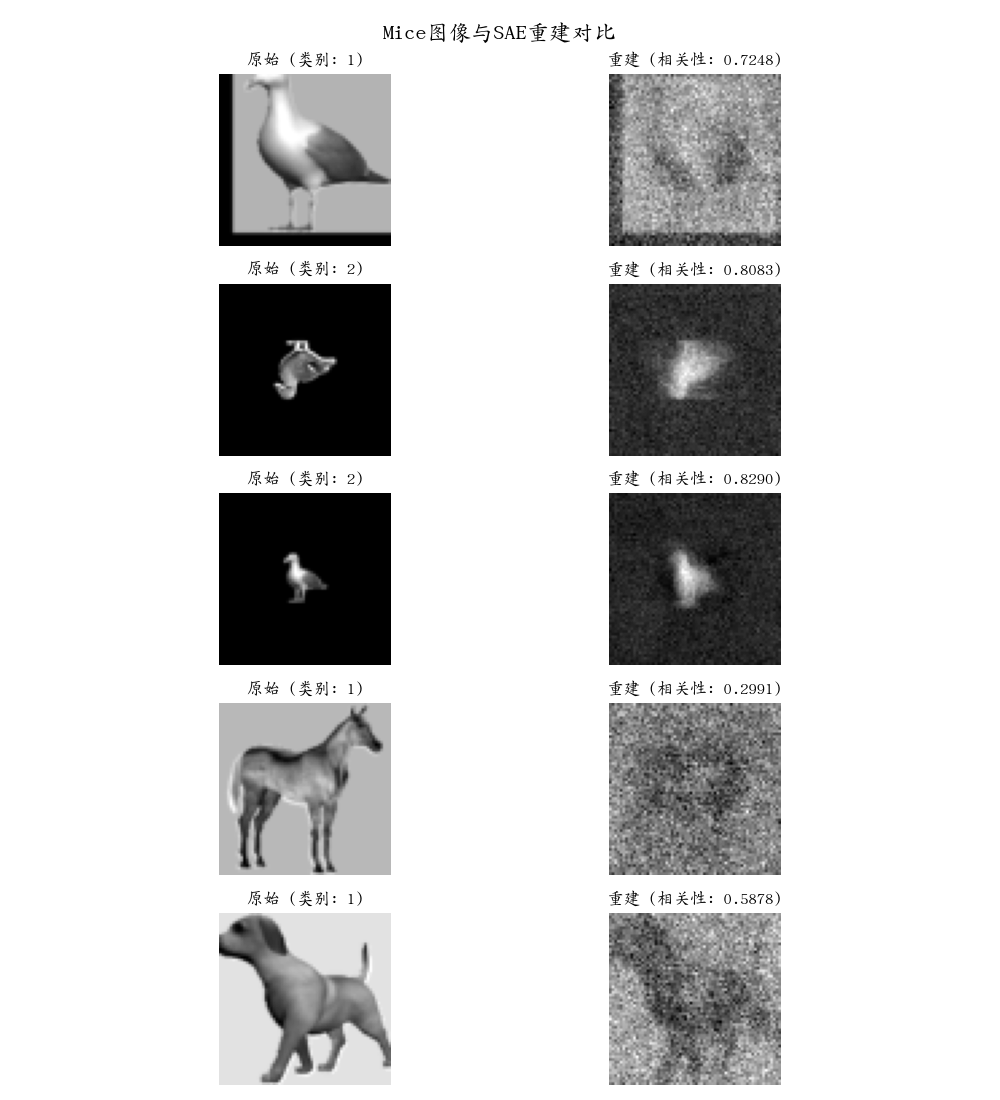 Mice图像与SAE重建对比
原始 (类别: 1)
重建 (相关性: 0.7248)
原始 (类别: 2)
重建 (相关性: 0.8083)
原始 (类别: 2)
重建 (相关性: 0.8290)
原始 (类别: 1)
重建 (相关性: 0.2991)
原始 (类别: 1)
重建 (相关性: 0.5878)